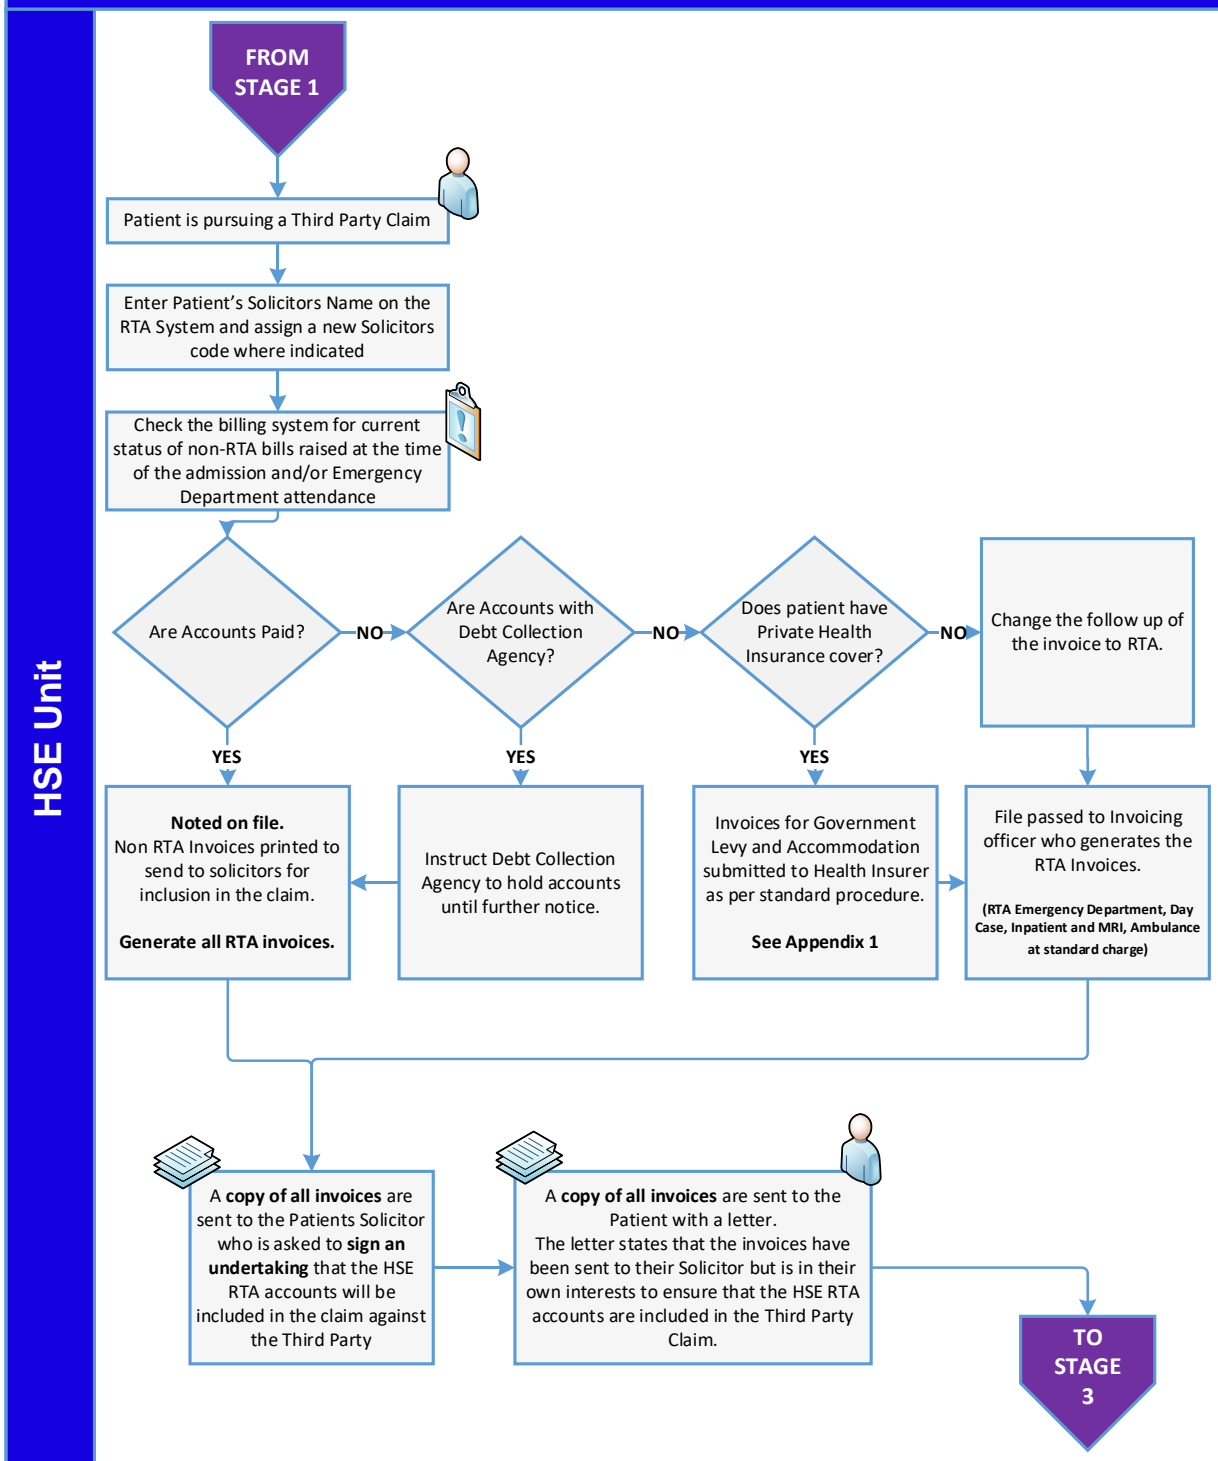 FROM
STAGE 1
Patient is pursuing a Third Party Claim
Enter Patient’s Solicitors Name on the
RTA System and assign a new Solicitors
code where indicated
Check the billing system for current
status of non-RTA bills raised at the time
of the admission and/or Emergency
Department attendance
Are Accounts Paid?
NO
Are Accounts with
Debt Collection
Agency?
NO
Does patient have
Private Health
Insurance cover?
NO
Change the follow up of
the invoice to RTA.
HSE Unit
YES
YES
YES
Noted on file.
Non RTA Invoices printed to
send to solicitors for
inclusion in the claim.
Generate all RTA invoices.
Instruct Debt Collection
Agency to hold accounts
until further notice.
Invoices for Government
Levy and Accommodation
submitted to Health Insurer
as per standard procedure.
See Appendix 1
File passed to Invoicing
officer who generates the
RTA Invoices.
(RTA Emergency Department, Day
Case, Inpatient and MRI, Ambulance
at standard charge)
A copy of all invoices are
sent to the Patients Solicitor
who is asked to sign an
undertaking that the HSE
RTA accounts will be
included in the claim against
the Third Party
A copy of all invoices are sent to the
Patient with a letter.
The letter states that the invoices have
been sent to their Solicitor but is in their
own interests to ensure that the HSE RTA
accounts are included in the Third Party
Claim.
TO
STAGE
3